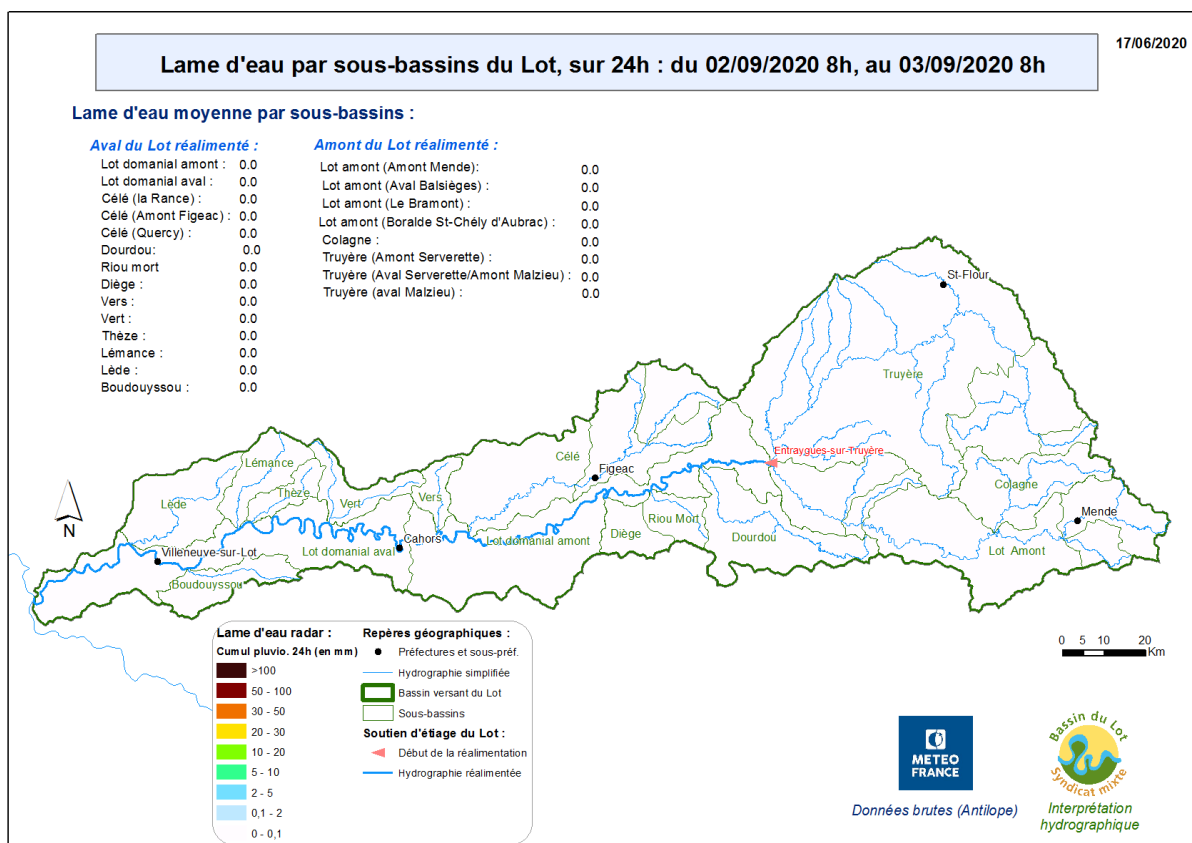 17/06/2020
Lame d'eau par sous-bassins du Lot, sur 24h : du 02/09/2020 8h, au 03/09/2020 8h
Lame d'eau moyenne par sous-bassins :
Aval du Lot réalimenté :
Lot domanial amont : 0.0
Lot domanial aval : 0.0
Célé (la Rance) : 0.0
Célé (Amont Figeac) : 0.0
Célé (Quercy) : 0.0
Dourdou: 0.0
Riou mort 0.0
Diège : 0.0
Vers : 0.0
Vert : 0.0
Thèze : 0.0
Lémance : 0.0
Lède : 0.0
Boudouyssou : 0.0
Amont du Lot réalimenté :
Lot amont (Amont Mende): 0.0
Lot amont (Aval Balsièges) : 0.0
Lot amont (Le Bramont) : 0.0
Lot amont (Boralde St-Chély d'Aubrac) : 0.0
Colagne : 0.0
Truyère (Amont Serverette) : 0.0
Truyère (Aval Serverette/Amont Malzieu) : 0.0
Truyère (aval Malzieu) : 0.0
St-Flour
Truyère
Entraygues-sur-Truyère
Célé
Figeac
Lémance
Thèze
Vert
Vers
Lède
Colagne
Mende
Riou Mort
Dourdou
Diège
Lot domanial amont
Cahors
Lot domanial aval
Lot Amont
Villeneuve-sur-Lot
Boudouyssou
N
Lame d'eau radar :
Cumul pluvio. 24h (en mm)
>100
50 - 100
30 - 50
20 - 30
10 - 20
5 - 10
2 - 5
0,1 - 2
0 - 0,1
Repères géographiques :
Préfectures et sous-préf.
Hydrographie simplifiée
Bassin versant du Lot
Sous-bassins
Soutien d'étiage du Lot :
Début de la réalimentation
Hydrographie réalimentée
0 5 10 20
Km
METEO
FRANCE
Données brutes (Antilope)
Bassin du Lot
Syndicat mixte
Interprétation
hydrographique